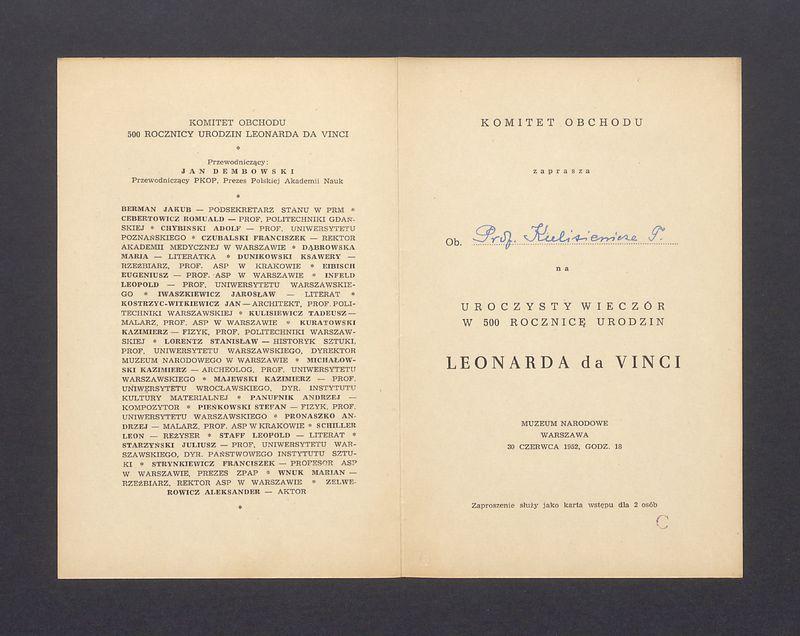 KOMITET OBCHODU
500 ROCZNICY URODZIN LEONARDA DA VINCI
*
Przewodniczący:
JAN DEMBOWSKI
Przewodniczący PKOP, Prezes Polskiej Akademii Nauk
*
BERMAN JAKUB — PODSEKRETARZ STANU W PRM *
CEBERTOWICZ ROMUALD — PROF. POLITECHNIKI GDAŃ-
SKIEJ * CHYBIŃSKI ADOLF — PROF. UNIWERSYTETU
POZNAŃSKIEGO * CZUBALSKI FRANCISZEK — REKTOR
AKADEMII MEDYCZNEJ W WARSZAWIE * DĄBROWSKA
MARIA — LITERATKA * DUNIKOWSKI KSAWERY —
RZEŹBIARZ, PROF. ASP W KRAKOWIE * EIBISCH
EUGENIUSZ — PROF. ASP W WARSZAWIE * INFELD
LEOPOLD — PROF. UNIWERSYTETU WARSZAWSKIE-
GO * IWASZKIEWICZ JAROSŁAW — LITERAT *
KOSTRZYC-WITKIEWICZ JAN — ARCHITEKT, PROF. POLI-
TECHNIKI WARSZAWSKIEJ * KULISIEWICZ TADEUSZ —
MALARZ, PROF. ASP W WARSZAWIE * KURATOWSKI
KAZIMIERZ — FIZYK, PROF. POLITECHNIKI WARSZAW-
SKIEJ * LORENTZ STANISŁAW — HISTORYK SZTUKI,
PROF. UNIWERSYTETU WARSZAWSKIEGO, DYREKTOR
MUZEUM NARODOWEGO W WARSZAWIE * MICHAŁOW-
SKI KAZIMIERZ — ARCHEOLOG, PROF. UNIWERSYTETU
WARSZAWSKIEGO * MAJEWSKI KAZIMIERZ — PROF.
UNIWERSYTETU WROCŁAWSKIEGO, DYR. INSTYTUTU
KULTURY MATERIALNEJ * PANUFNIK ANDRZEJ —
KOMPOZYTOR * PIEŃKOWSKI STEFAN — FIZYK, PROF.
UNIWERSYTETU WARSZAWSKIEGO * PRONASZKO AN-
DRZEJ — MALARZ, PROF. ASP W KRAKOWIE * SCHILLER
LEON — REŻYSER * STAFF LEOPOLD — LITERAT *
STARZYŃSKI JULIUSZ — PROF. UNIWERSYTETU WAR-
SZAWSKIEGO, DYR. PAŃSTWOWEGO INSTYTUTU SZTU-
KI * STRYNKIEWICZ FRANCISZEK — PROFESOR ASP
W WARSZAWIE, PREZES ZPAP * WNUK MARIAN —
RZEŹBIARZ, REKTOR ASP W WARSZAWIE * ZELWE-
ROWICZ ALEKSANDER — AKTOR
*
KOMITET OBCHODU
zaprasza
Ob. Prof. Kulisiewicz T.
na
UROCZYSTY WIECZÓR
W 500 ROCZNICĘ URODZIN
LEONARDA da VINCI
MUZEUM NARODOWE
WARSZAWA
30 CZERWCA 1952, GODZ. 18
Zaproszenie służy jako karta wstępu dla 2 osób
C